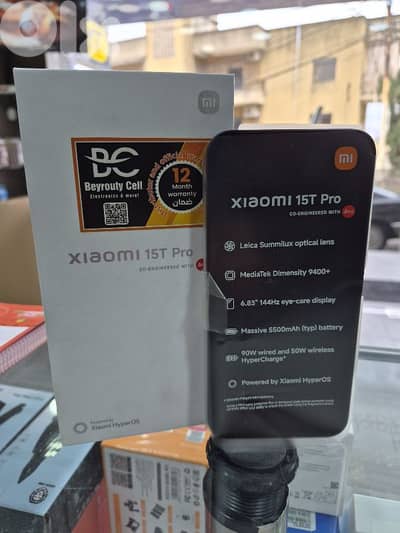 BC
Beyrouty Cell
Electronics & more!
12
Month
warranty
ضمان
XIAOMI 15T Pro
CO-ENGINEERED WITH
Powered by
Xiaomi HyperOS
XIAOMI 15T Pro
CO-ENGINEERED WITH
Leica Summilux optical lens
MediaTek Dimensity 9400+
6.83" 144Hz eye-care display
Massive 5500mAh (typ) battery
90W wired and 50W wireless
HyperCharge*
Powered by Xiaomi HyperOS